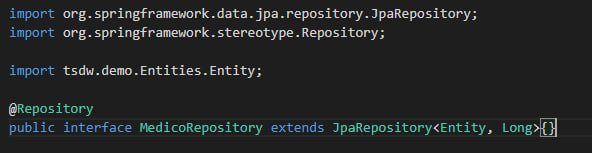 import org.springframework.data.jpa.repository.JpaRepository;
import org.springframework.stereotype.Repository;
import tsdw.demo.Entities.Entity;
@Repository
public interface MedicoRepository extends JpaRepository<Entity, Long>{}